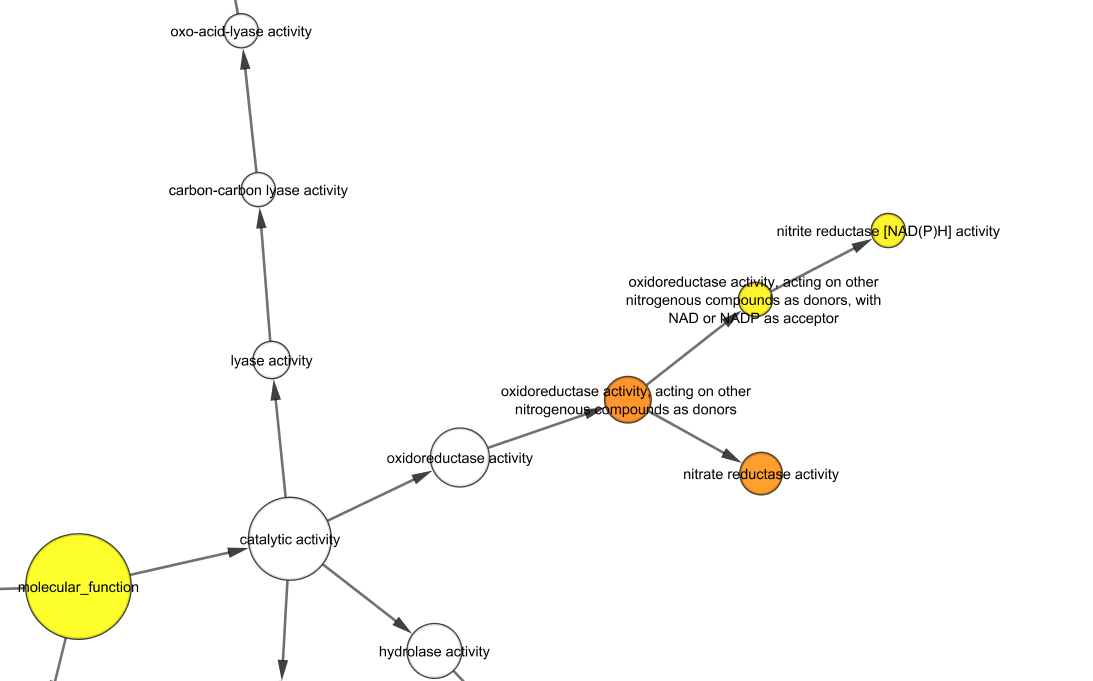 oxo-acid-lyase activity
carbon-carbon lyase activity
nitrite reductase [NAD(P)H] activity
oxidoreductase activity, acting on other
nitrogenous compounds as donors, with
NAD or NADP as acceptor
lyase activity
oxidoreductase activity, acting on other
nitrogenous compounds as donors
oxidoreductase activity
nitrate reductase activity
catalytic activity
molecular_function
hydrolase activity